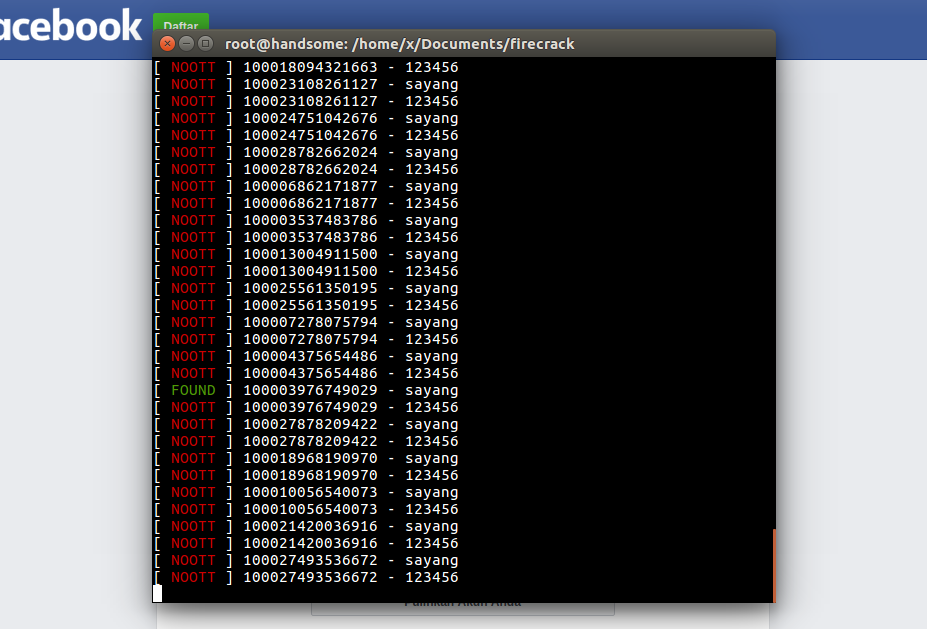 acebook
Daftar
root@handsome: /home/x/Documents/firecrack
[ NOOTT ] 100018094321663 - 123456
[ NOOTT ] 100023108261127 - sayang
[ NOOTT ] 100023108261127 - 123456
[ NOOTT ] 100024751042676 - sayang
[ NOOTT ] 100024751042676 - 123456
[ NOOTT ] 100028782662024 - sayang
[ NOOTT ] 100028782662024 - 123456
[ NOOTT ] 100006862171877 - sayang
[ NOOTT ] 100006862171877 - 123456
[ NOOTT ] 100003537483786 - sayang
[ NOOTT ] 100003537483786 - 123456
[ NOOTT ] 100013004911500 - sayang
[ NOOTT ] 100013004911500 - 123456
[ NOOTT ] 100025561350195 - sayang
[ NOOTT ] 100025561350195 - 123456
[ NOOTT ] 100007278075794 - sayang
[ NOOTT ] 100007278075794 - 123456
[ NOOTT ] 100004375654486 - sayang
[ NOOTT ] 100004375654486 - 123456
[ FOUND ] 100003976749029 - sayang
[ NOOTT ] 100003976749029 - 123456
[ NOOTT ] 100027878209422 - sayang
[ NOOTT ] 100027878209422 - 123456
[ NOOTT ] 100018968190970 - sayang
[ NOOTT ] 100018968190970 - 123456
[ NOOTT ] 100010056540073 - sayang
[ NOOTT ] 100010056540073 - 123456
[ NOOTT ] 100021420036916 - sayang
[ NOOTT ] 100021420036916 - 123456
[ NOOTT ] 100027493536672 - sayang
[ NOOTT ] 100027493536672 - 123456
Pulihkan Akun Anda